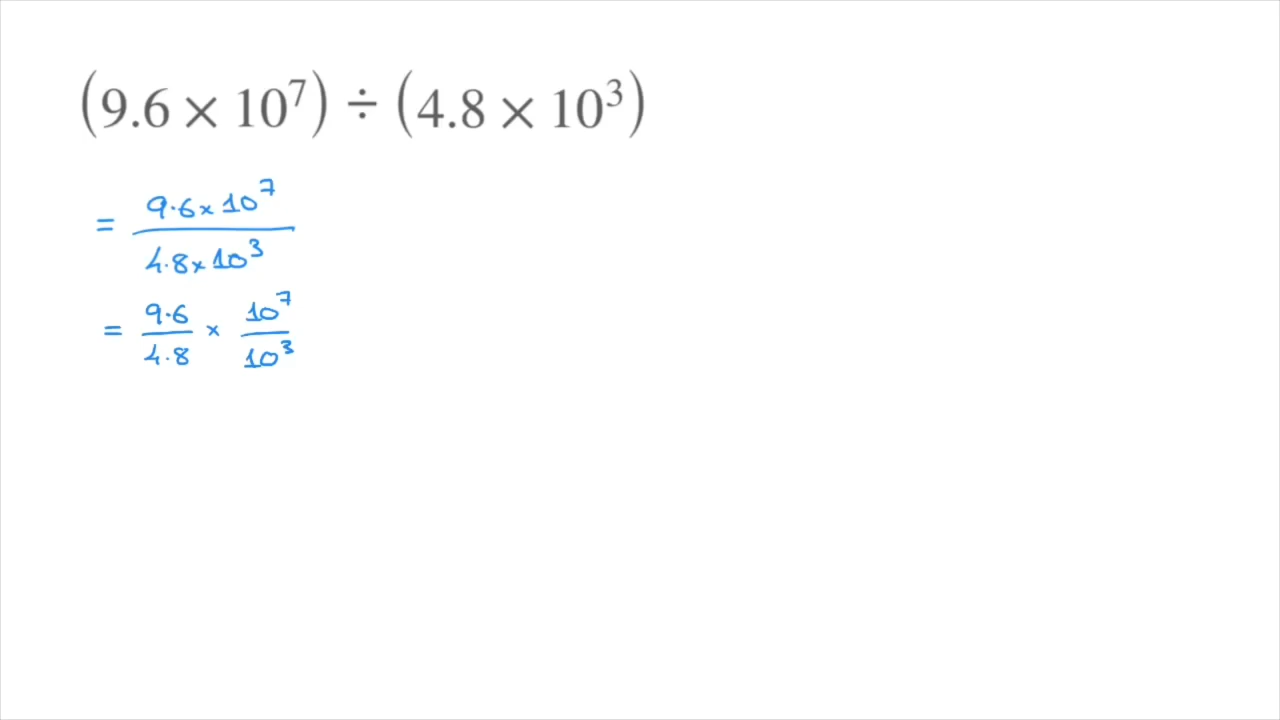 (9.6 × 10⁷) ÷ (4.8 × 10³)
= 9.6 × 10⁷ / 4.8 × 10³
= 9.6 / 4.8 × 10⁷ / 10³